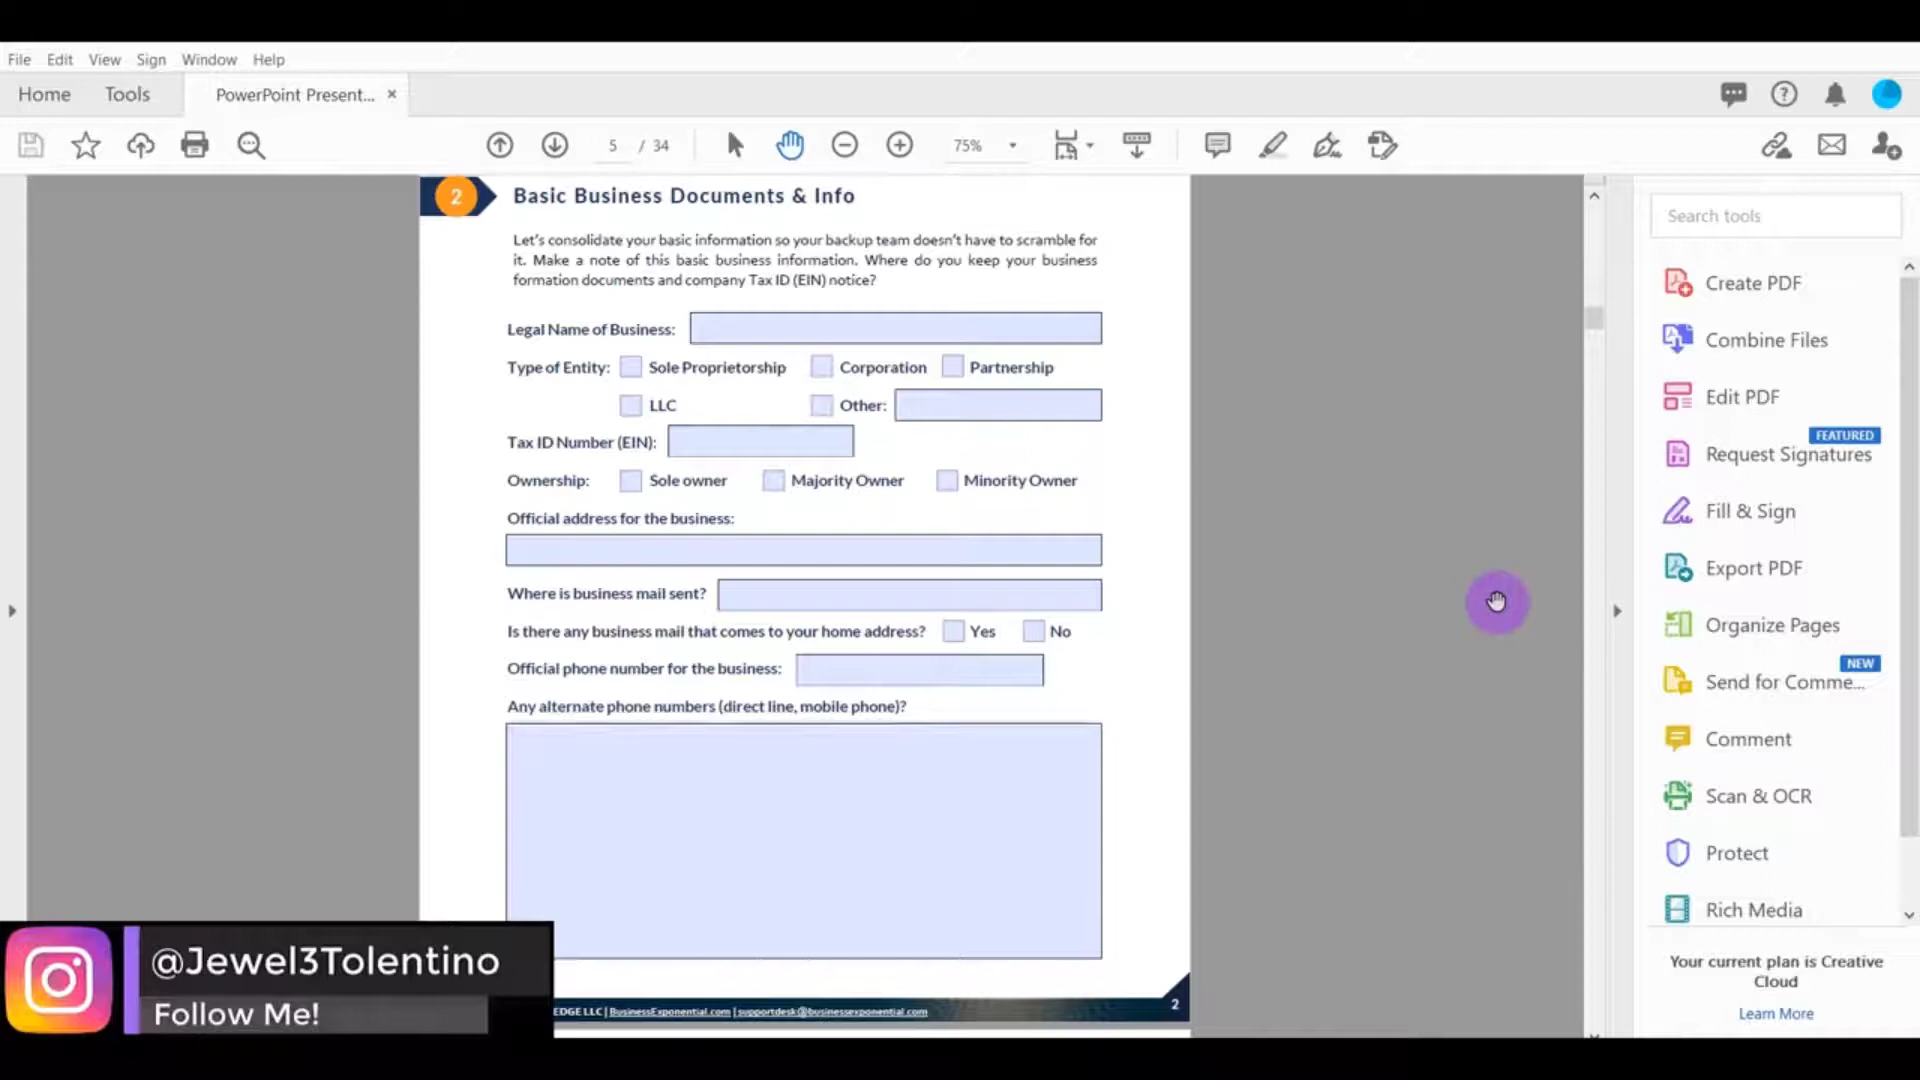 File Edit View Sign Window Help
Home Tools PowerPoint Present... ×
5 / 34 75%
2 Basic Business Documents & Info
Let's consolidate your basic information so your backup team doesn't have to scramble for
it. Make a note of this basic business information. Where do you keep your business
formation documents and company Tax ID (EIN) notice?
Legal Name of Business:
Type of Entity: Sole Proprietorship Corporation Partnership
LLC Other:
Tax ID Number (EIN):
Ownership: Sole owner Majority Owner Minority Owner
Official address for the business:
Where is business mail sent?
Is there any business mail that comes to your home address? Yes No
Official phone number for the business:
Any alternate phone numbers (direct line, mobile phone)?
EDGE LLC | BusinessExponential.com | supportdesk@businessexponential.com
2
@Jewel3Tolentino
Follow Me!
Search tools
Create PDF
Combine Files
Edit PDF
FEATURED
Request Signatures
Fill & Sign
Export PDF
Organize Pages
NEW
Send for Comme...
Comment
Scan & OCR
Protect
Rich Media
Your current plan is Creative
Cloud
Learn More